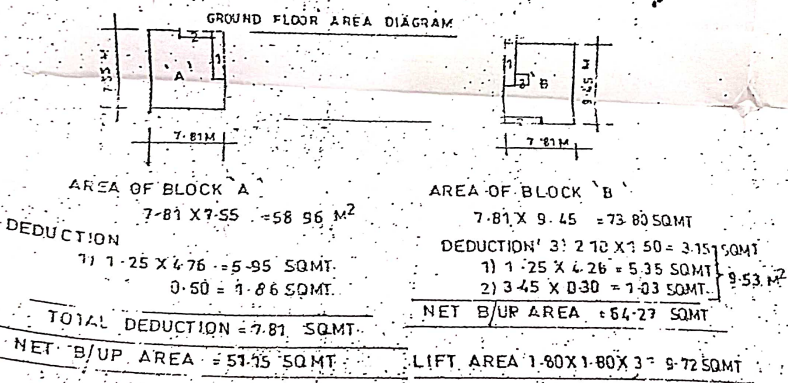 GROUND FLOOR AREA DIAGRAM
2
1
'A'
7.55 M
7.81M
1
3
'B'
2
9.45 M
7.81M
AREA OF BLOCK 'A'
7.81 X 7.55 = 58.96 M²
DEDUCTION
1) 1.25 X 4.76 = 5.95 SQMT.
0.50 = 1.86 SQMT.
TOTAL DEDUCTION = 7.81 SQMT.
NET B/UP AREA = 51.15 SQMT
AREA OF BLOCK 'B'
7.81 X 9.45 = 73.80 SQMT
DEDUCTION 3) 2.10 X 1.50 = 3.15 SQMT
1) 1.25 X 4.26 = 5.35 SQMT
2) 3.45 X 0.30 = 1.03 SQMT.
9.53 M²
NET B/UP AREA = 64.27 SQMT
LIFT AREA 1.80 X 1.80 X 3 = 9.72 SQMT